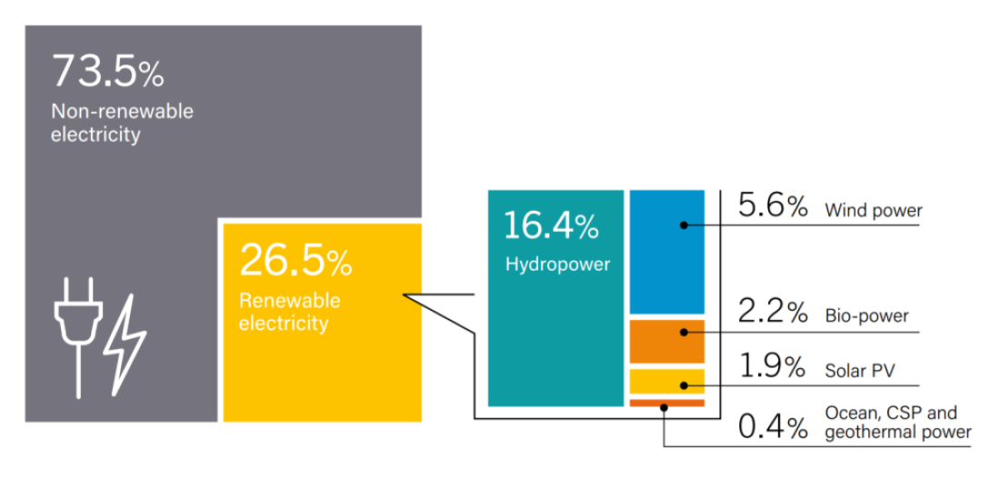 73.5%
Non-renewable
electricity
26.5%
Renewable
electricity
16.4%
Hydropower
5.6% Wind power
2.2% Bio-power
1.9% Solar PV
0.4% Ocean, CSP and
geothermal power